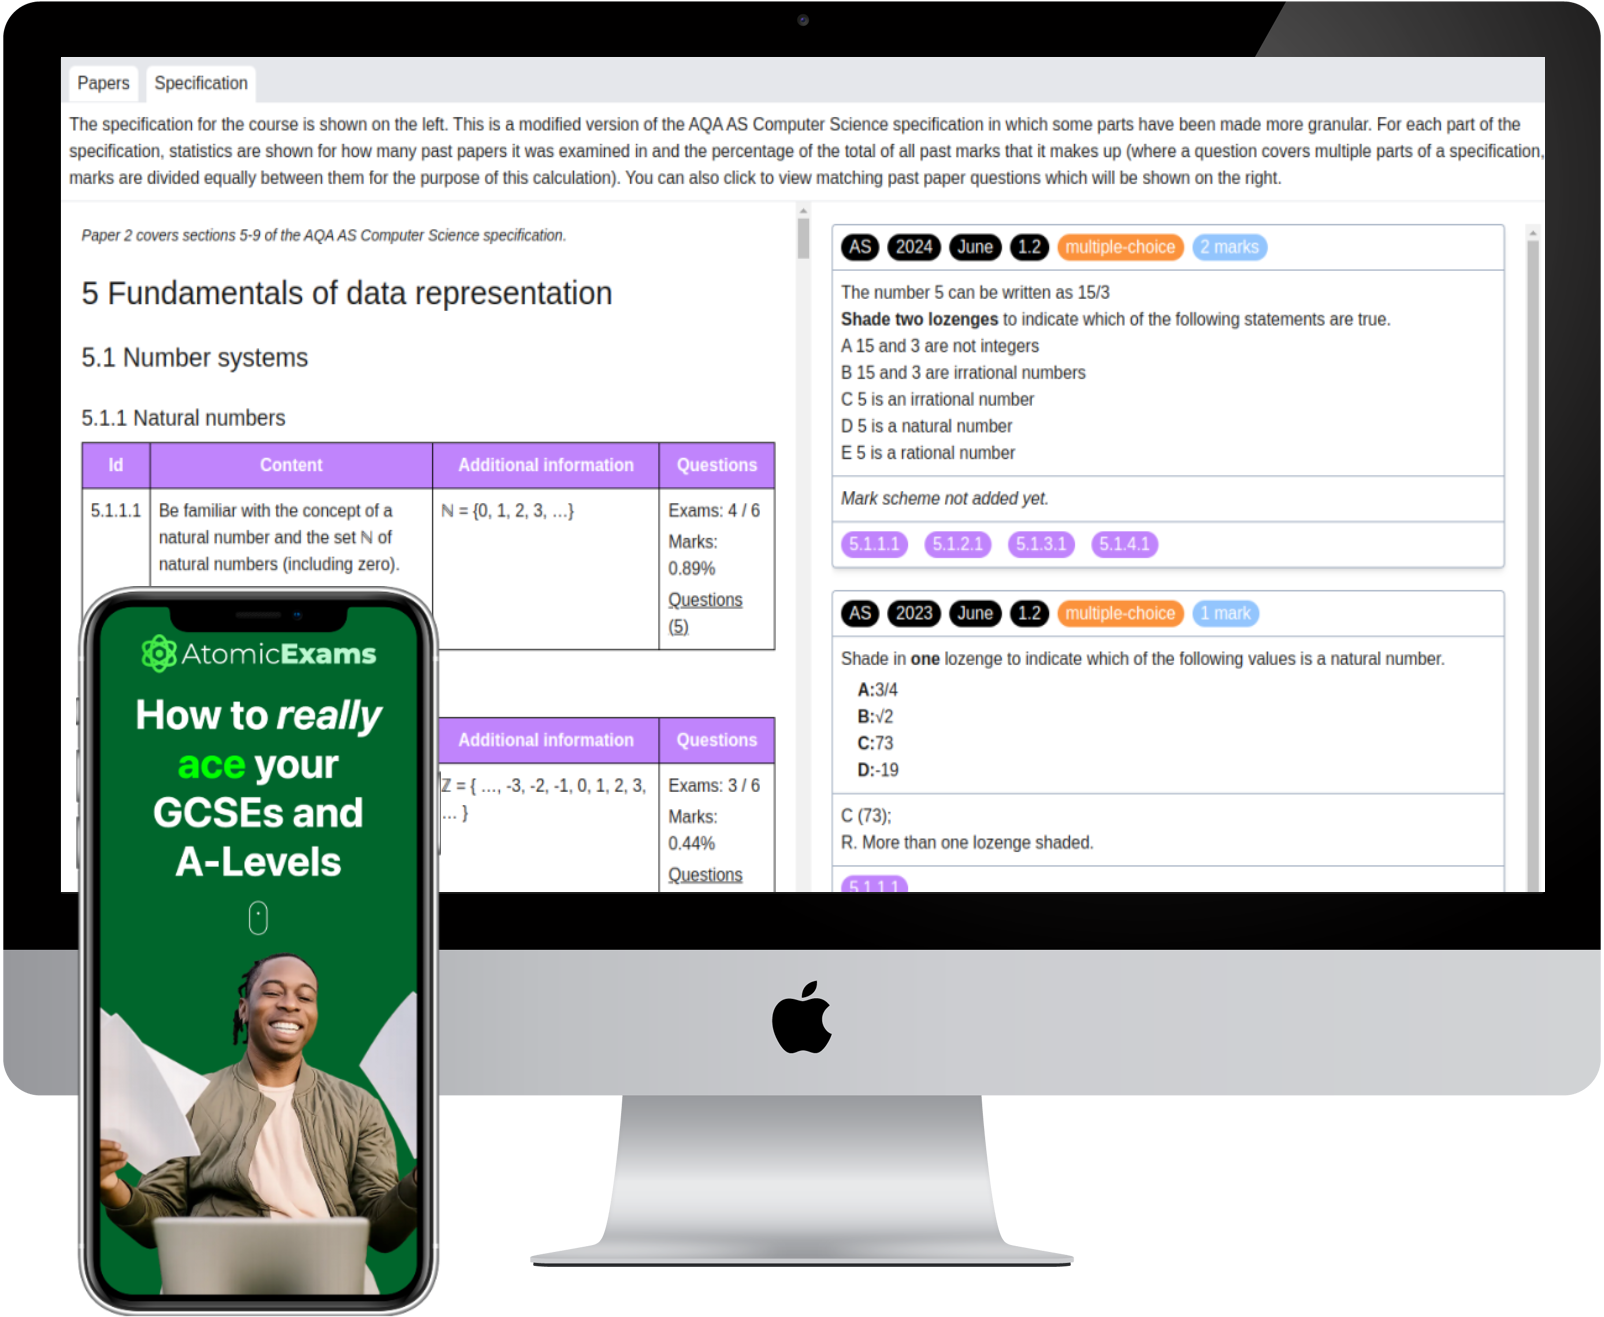 Papers
Specification
The specification for the course is shown on the left. This is a modified version of the AQA AS Computer Science specification in which some parts have been made more granular. For each part of the
specification, statistics are shown for how many past papers it was examined in and the percentage of the total of all past marks that it makes up (where a question covers multiple parts of a specification,
marks are divided equally between them for the purpose of this calculation). You can also click to view matching past paper questions which will be shown on the right.
Paper 2 covers sections 5-9 of the AQA AS Computer Science specification.
5 Fundamentals of data representation
5.1 Number systems
5.1.1 Natural numbers
Id Content Additional information Questions
5.1.1.1
Be familiar with the concept of a
natural number and the set ℕ of
natural numbers (including zero).
ℕ = {0, 1, 2, 3, …}
Exams: 4 / 6
Marks:
0.89%
Questions
(5)
Additional information Questions
ℤ = { …, -3, -2, -1, 0, 1, 2, 3,
… }
Exams: 3 / 6
Marks:
0.44%
Questions
AS 2024 June 1.2 multiple-choice 2 marks
The number 5 can be written as 15/3
Shade two lozenges to indicate which of the following statements are true.
A 15 and 3 are not integers
B 15 and 3 are irrational numbers
C 5 is an irrational number
D 5 is a natural number
E 5 is a rational number
Mark scheme not added yet.
5.1.1.1 5.1.2.1 5.1.3.1 5.1.4.1
AS 2023 June 1.2 multiple-choice 1 mark
Shade in one lozenge to indicate which of the following values is a natural number.
A:3/4
B:√2
C:73
D:-19
C (73);
R. More than one lozenge shaded.
5.1.1.1
AtomicExams
How to really
ace your
GCSEs and
A-Levels